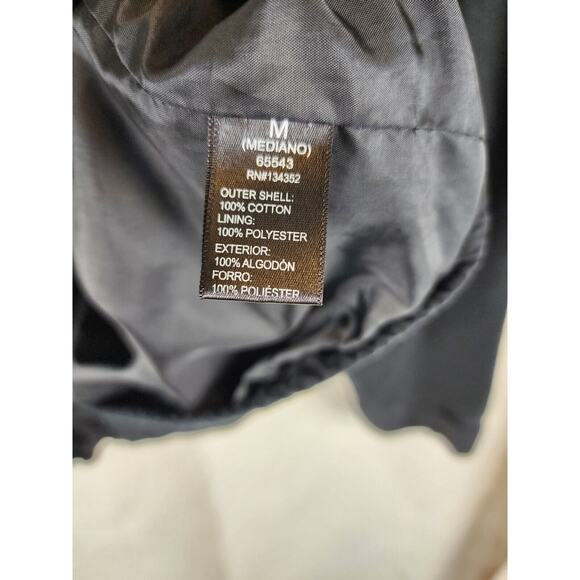 M
(MEDIANO)
65543
RN#134352
OUTER SHELL:
100% COTTON
LINING:
100% POLYESTER
EXTERIOR:
100% ALGODÓN
FORRO:
100% POLIÉSTER